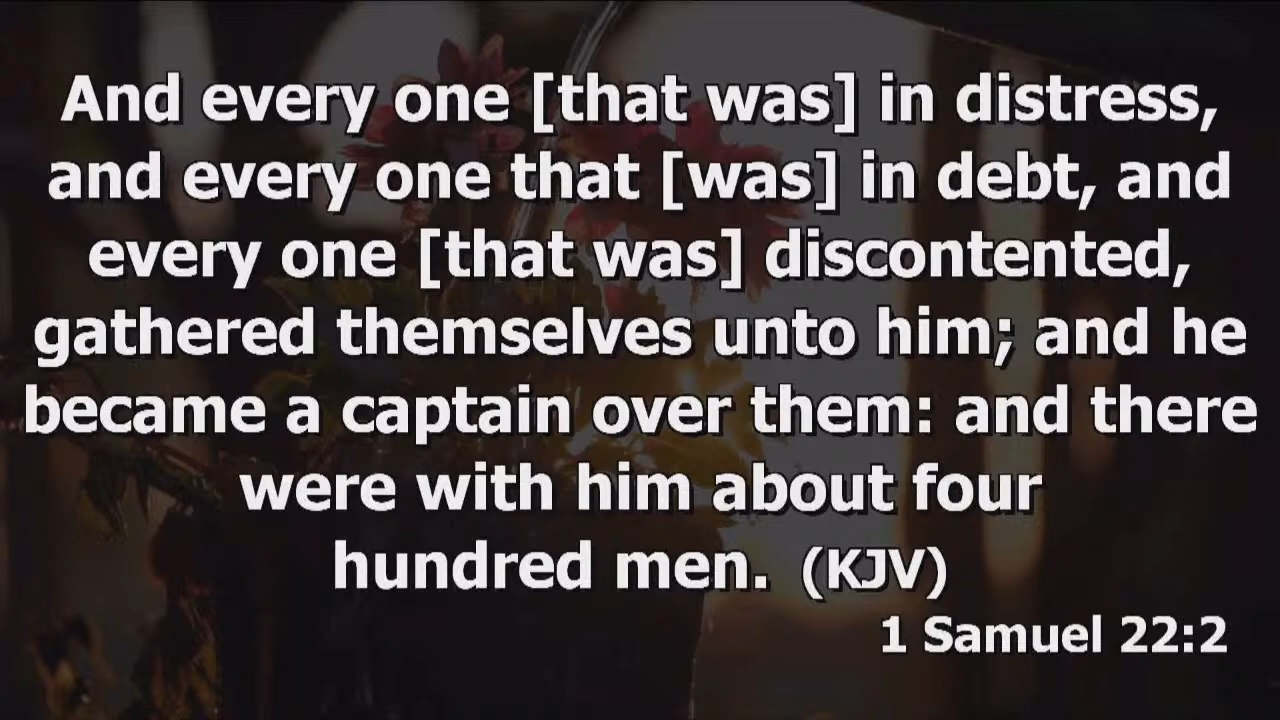 And every one [that was] in distress,
and every one that [was] in debt, and
every one [that was] discontented,
gathered themselves unto him; and he
became a captain over them: and there
were with him about four
hundred men. (KJV)
1 Samuel 22:2